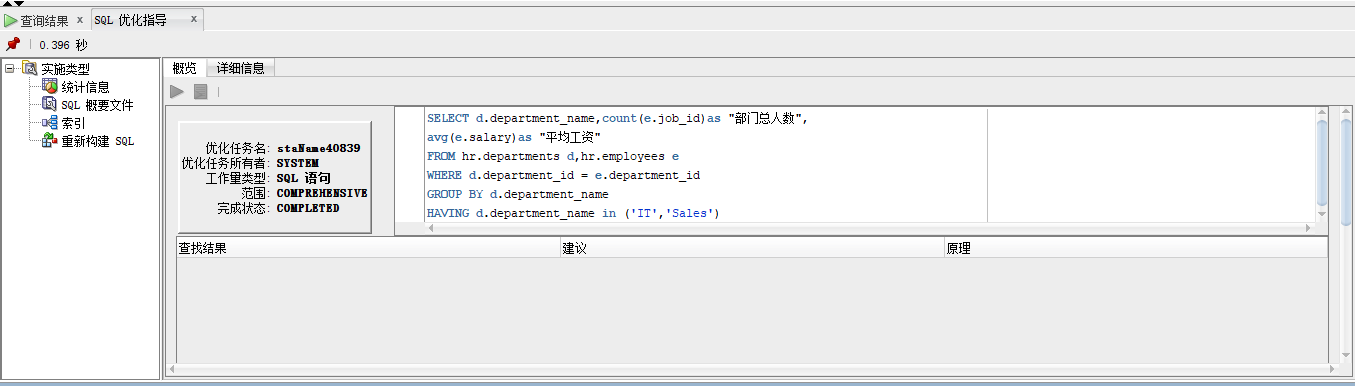 查询结果 x SQL 优化指导 x
0.396 秒
实施类型
统计信息
SQL 概要文件
索引
重新构建 SQL
概览 详细信息
优化任务名: staName40839
优化任务所有者: SYSTEM
工作量类型: SQL 语句
范围: COMPREHENSIVE
完成状态: COMPLETED
SELECT d.department_name,count(e.job_id)as "部门总人数",
avg(e.salary)as "平均工资"
FROM hr.departments d,hr.employees e
WHERE d.department_id = e.department_id
GROUP BY d.department_name
HAVING d.department_name in ('IT','Sales')
查找结果 建议 原理